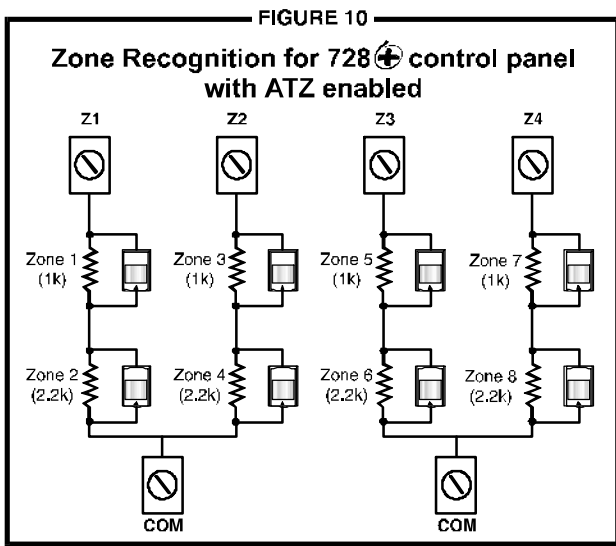 FIGURE 10
Zone Recognition for 728+ control panel
with ATZ enabled
Z1 Z2 Z3 Z4
Zone 1 Zone 3 Zone 5 Zone 7
(1k) (1k) (1k) (1k)
Zone 2 Zone 4 Zone 6 Zone 8
(2.2k) (2.2k) (2.2k) (2.2k)
COM COM